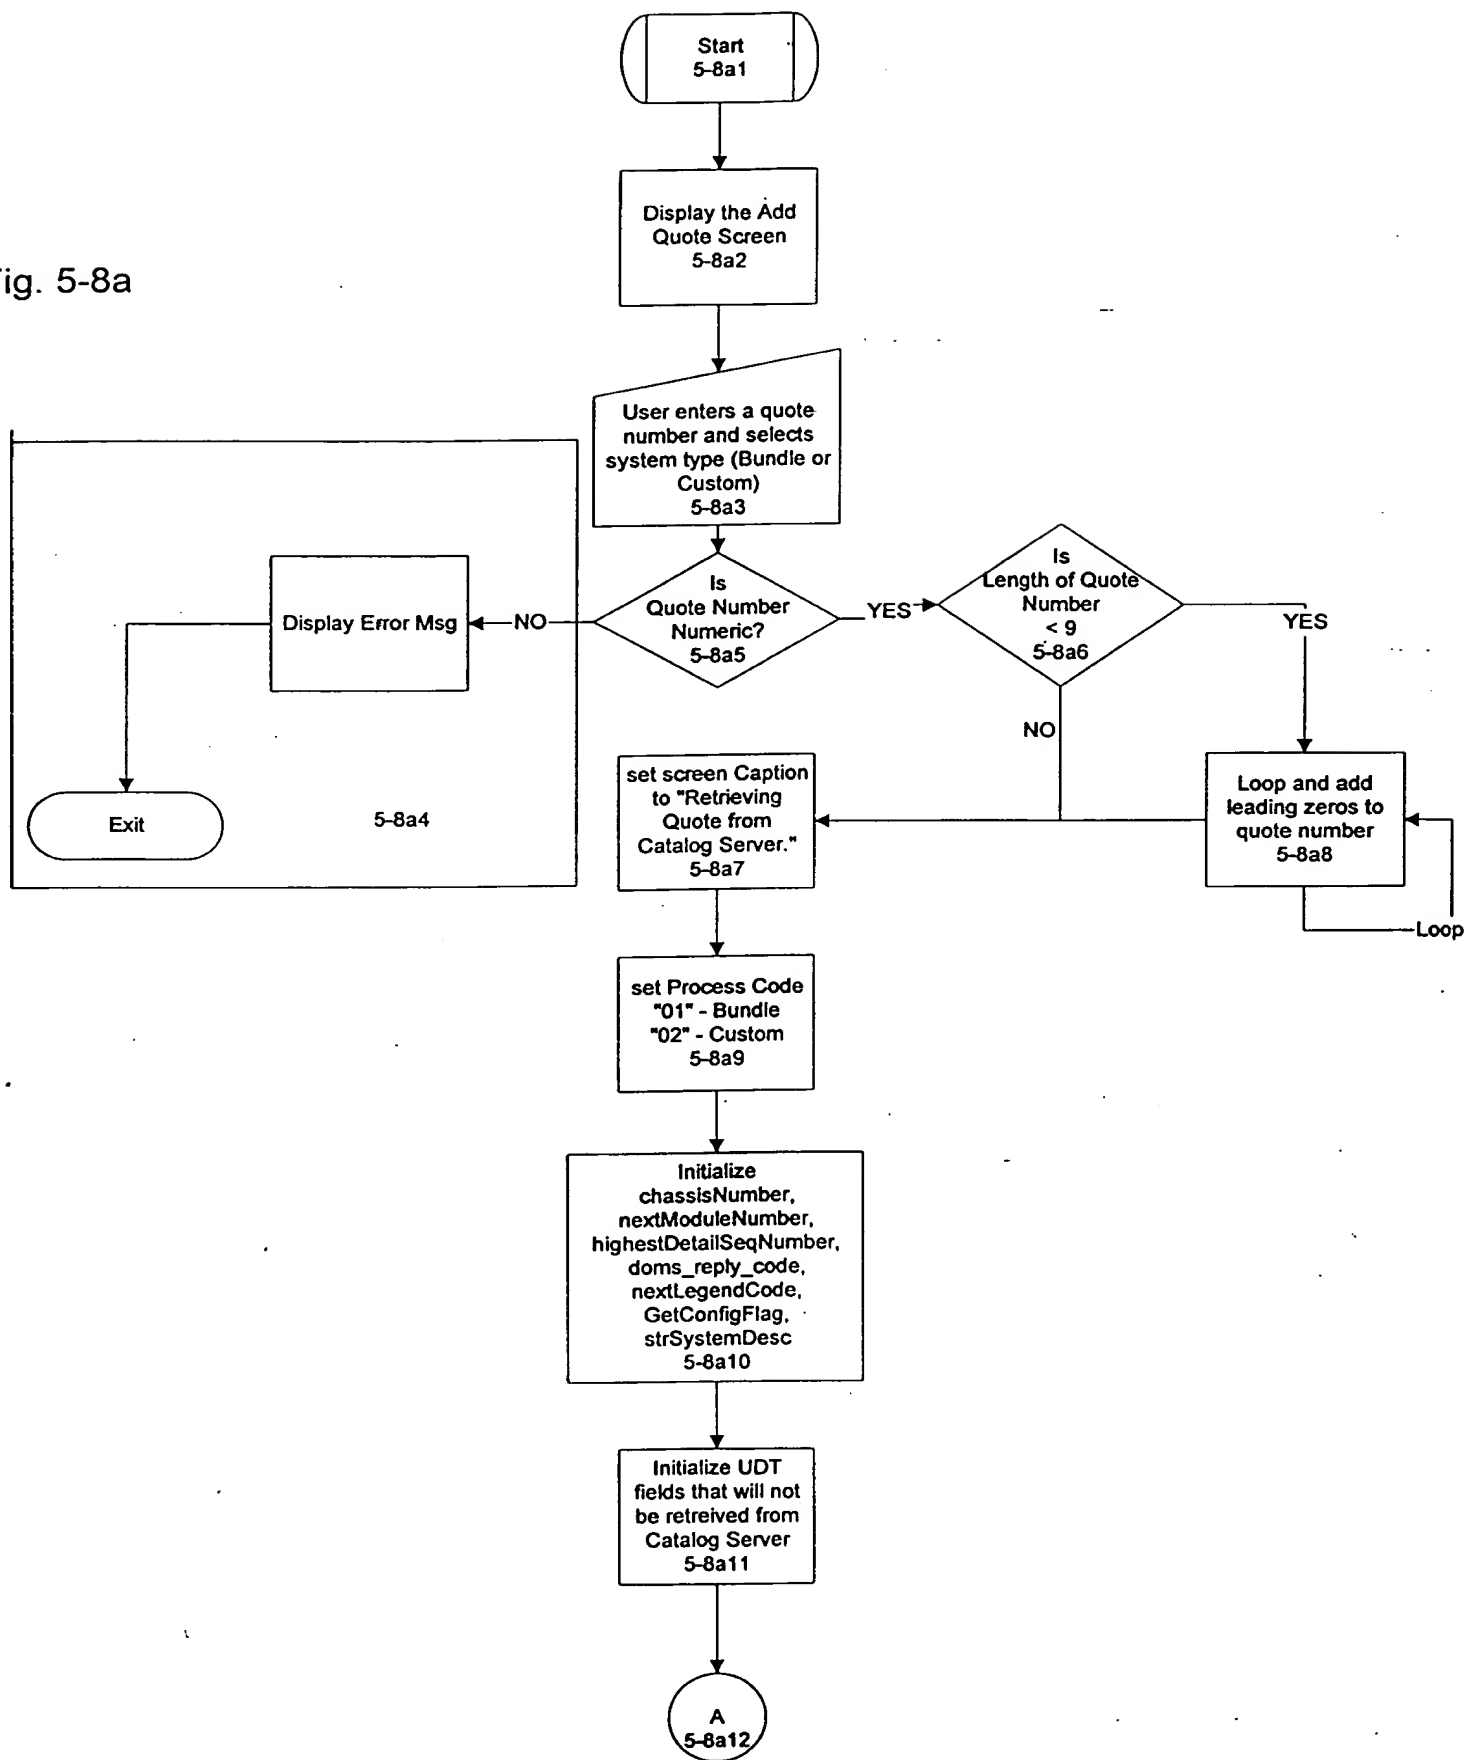 Start
5-8a1
Display the Add
Quote Screen
5-8a2
ig. 5-8a
User enters a quote
number and selects
system type (Bundle or
Custom)
5-8a3
Is
Quote Number
Numeric?
5-8a5
NO
Display Error Msg
Exit
5-8a4
YES
Is
Length of Quote
Number
< 9
5-8a6
YES
NO
Loop and add
leading zeros to
quote number
5-8a8
Loop
set screen Caption
to "Retrieving
Quote from
Catalog Server."
5-8a7
set Process Code
"01" - Bundle
"02" - Custom
5-8a9
Initialize
chassisNumber,
nextModuleNumber,
highestDetailSeqNumber,
doms_reply_code,
nextLegendCode,
GetConfigFlag,
strSystemDesc
5-8a10
Initialize UDT
fields that will not
be retreived from
Catalog Server
5-8a11
A
5-8a12